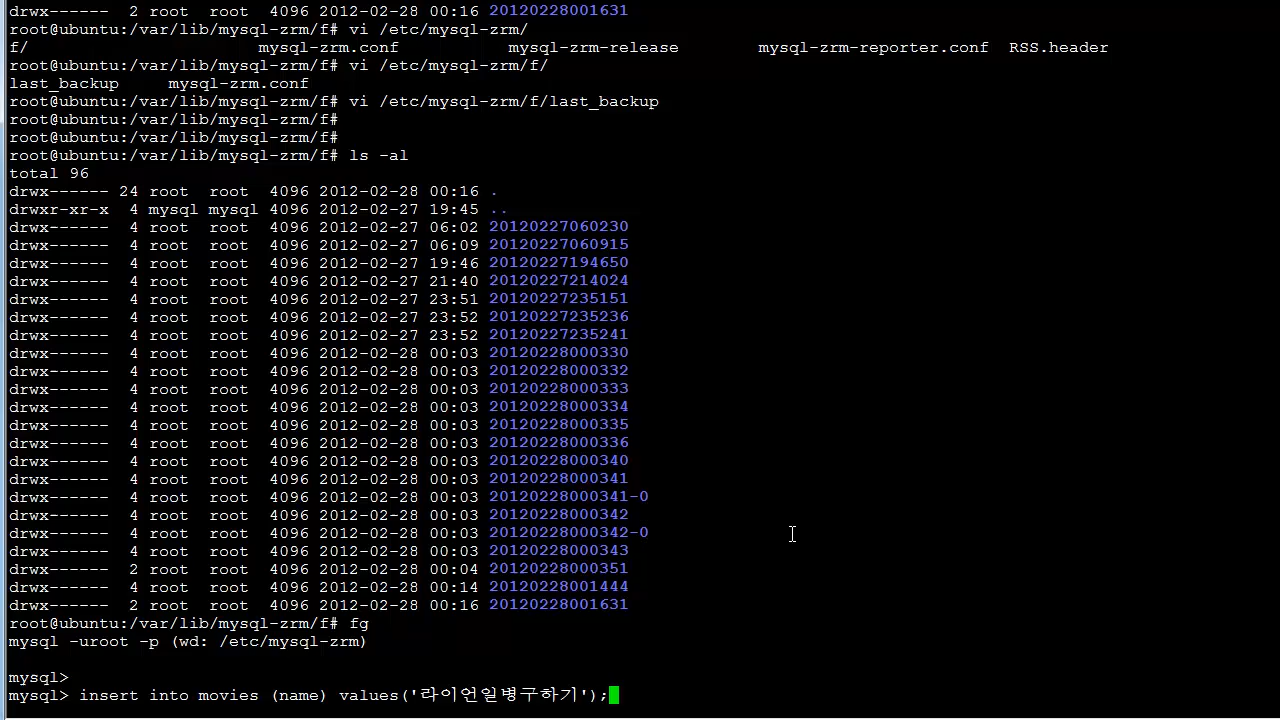 drwx------  2 root  root  4096 2012-02-28 00:16 20120228001631
root@ubuntu:/var/lib/mysql-zrm/f# vi /etc/mysql-zrm/
f/                       mysql-zrm.conf           mysql-zrm-release        mysql-zrm-reporter.conf  RSS.header
root@ubuntu:/var/lib/mysql-zrm/f# vi /etc/mysql-zrm/f/
last_backup     mysql-zrm.conf
root@ubuntu:/var/lib/mysql-zrm/f# vi /etc/mysql-zrm/f/last_backup
root@ubuntu:/var/lib/mysql-zrm/f#
root@ubuntu:/var/lib/mysql-zrm/f#
root@ubuntu:/var/lib/mysql-zrm/f# ls -al
total 96
drwx------ 24 root  root  4096 2012-02-28 00:16 .
drwxr-xr-x  4 mysql mysql 4096 2012-02-27 19:45 ..
drwx------  4 root  root  4096 2012-02-27 06:02 20120227060230
drwx------  4 root  root  4096 2012-02-27 06:09 20120227060915
drwx------  4 root  root  4096 2012-02-27 19:46 20120227194650
drwx------  4 root  root  4096 2012-02-27 21:40 20120227214024
drwx------  4 root  root  4096 2012-02-27 23:51 20120227235151
drwx------  4 root  root  4096 2012-02-27 23:52 20120227235236
drwx------  4 root  root  4096 2012-02-27 23:52 20120227235241
drwx------  4 root  root  4096 2012-02-28 00:03 20120228000330
drwx------  4 root  root  4096 2012-02-28 00:03 20120228000332
drwx------  4 root  root  4096 2012-02-28 00:03 20120228000333
drwx------  4 root  root  4096 2012-02-28 00:03 20120228000334
drwx------  4 root  root  4096 2012-02-28 00:03 20120228000335
drwx------  4 root  root  4096 2012-02-28 00:03 20120228000336
drwx------  4 root  root  4096 2012-02-28 00:03 20120228000340
drwx------  4 root  root  4096 2012-02-28 00:03 20120228000341
drwx------  4 root  root  4096 2012-02-28 00:03 20120228000341-0
drwx------  4 root  root  4096 2012-02-28 00:03 20120228000342
drwx------  4 root  root  4096 2012-02-28 00:03 20120228000342-0
drwx------  4 root  root  4096 2012-02-28 00:03 20120228000343
drwx------  2 root  root  4096 2012-02-28 00:04 20120228000351
drwx------  4 root  root  4096 2012-02-28 00:14 20120228001444
drwx------  2 root  root  4096 2012-02-28 00:16 20120228001631
root@ubuntu:/var/lib/mysql-zrm/f# fg
mysql -uroot -p (wd: /etc/mysql-zrm)
mysql>
mysql> insert into movies (name) values('라이언일병구하기');